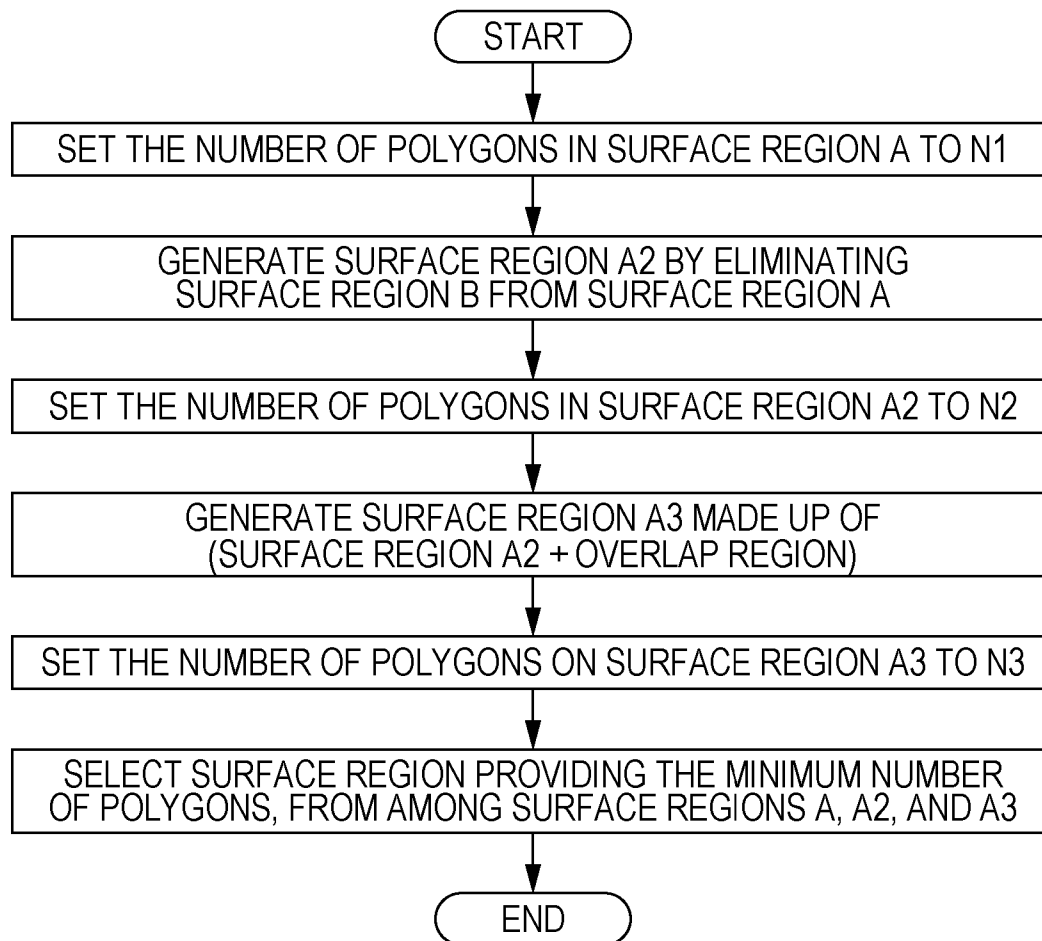 START
SET THE NUMBER OF POLYGONS IN SURFACE REGION A TO N1
GENERATE SURFACE REGION A2 BY ELIMINATING
SURFACE REGION B FROM SURFACE REGION A
SET THE NUMBER OF POLYGONS IN SURFACE REGION A2 TO N2
GENERATE SURFACE REGION A3 MADE UP OF
(SURFACE REGION A2 + OVERLAP REGION)
SET THE NUMBER OF POLYGONS ON SURFACE REGION A3 TO N3
SELECT SURFACE REGION PROVIDING THE MINIMUM NUMBER
OF POLYGONS, FROM AMONG SURFACE REGIONS A, A2, AND A3
END